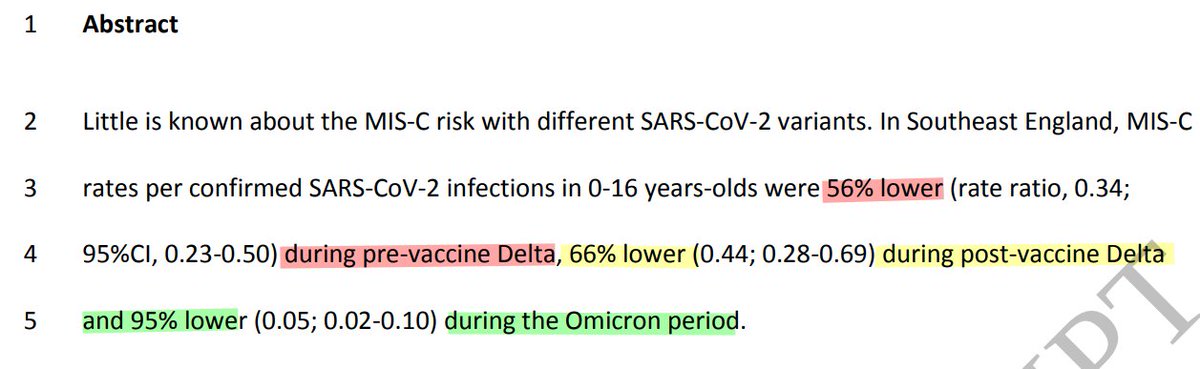 1 Abstract
2 Little is known about the MIS-C risk with different SARS-CoV-2 variants. In Southeast England, MIS-C
3 rates per confirmed SARS-CoV-2 infections in 0-16 years-olds were 56% lower (rate ratio, 0.34;
4 95%CI, 0.23-0.50) during pre-vaccine Delta, 66% lower (0.44; 0.28-0.69) during post-vaccine Delta
5 and 95% lower (0.05; 0.02-0.10) during the Omicron period.